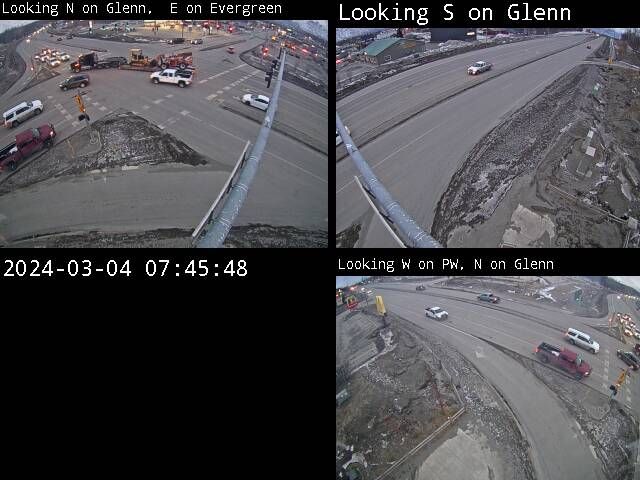 Looking N on Glenn,  E on Evergreen
Looking S on Glenn
2024-03-04 07:45:48
Looking W on PW, N on Glenn